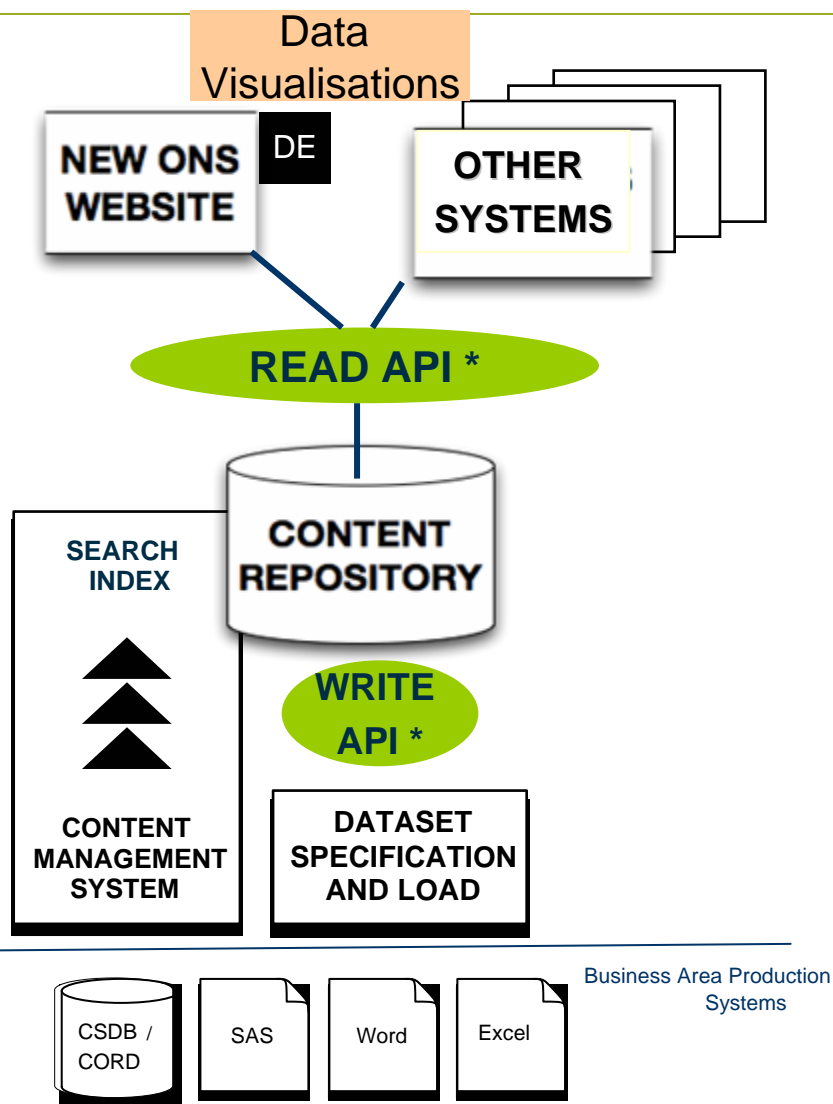 Data
Visualisations
NEW ONS
WEBSITE
DE
OTHER
SYSTEMS
READ API *
CONTENT
REPOSITORY
SEARCH
INDEX
WRITE
API *
CONTENT
MANAGEMENT
SYSTEM
DATASET
SPECIFICATION
AND LOAD
Business Area Production
Systems
CSDB /
CORD
SAS
Word
Excel